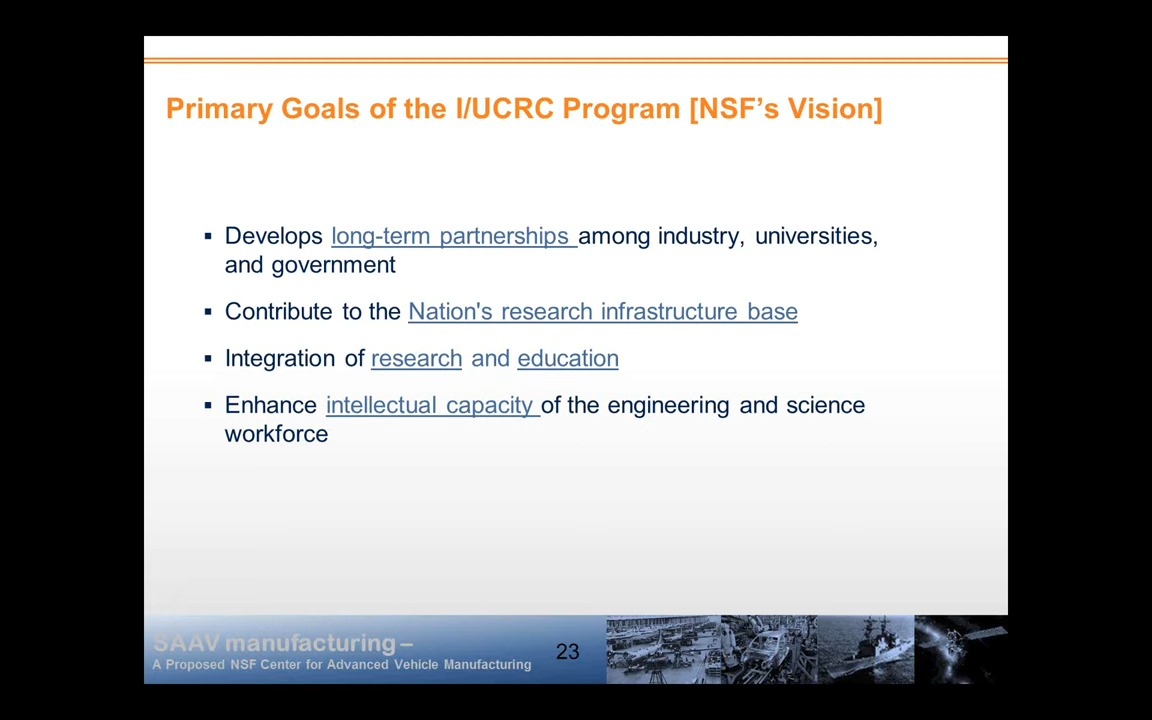 Primary Goals of the I/UCRC Program [NSF’s Vision]
▪ Develops long-term partnerships among industry, universities,
and government
▪ Contribute to the Nation's research infrastructure base
▪ Integration of research and education
▪ Enhance intellectual capacity of the engineering and science
workforce
SAAV manufacturing –
A Proposed NSF Center for Advanced Vehicle Manufacturing
23